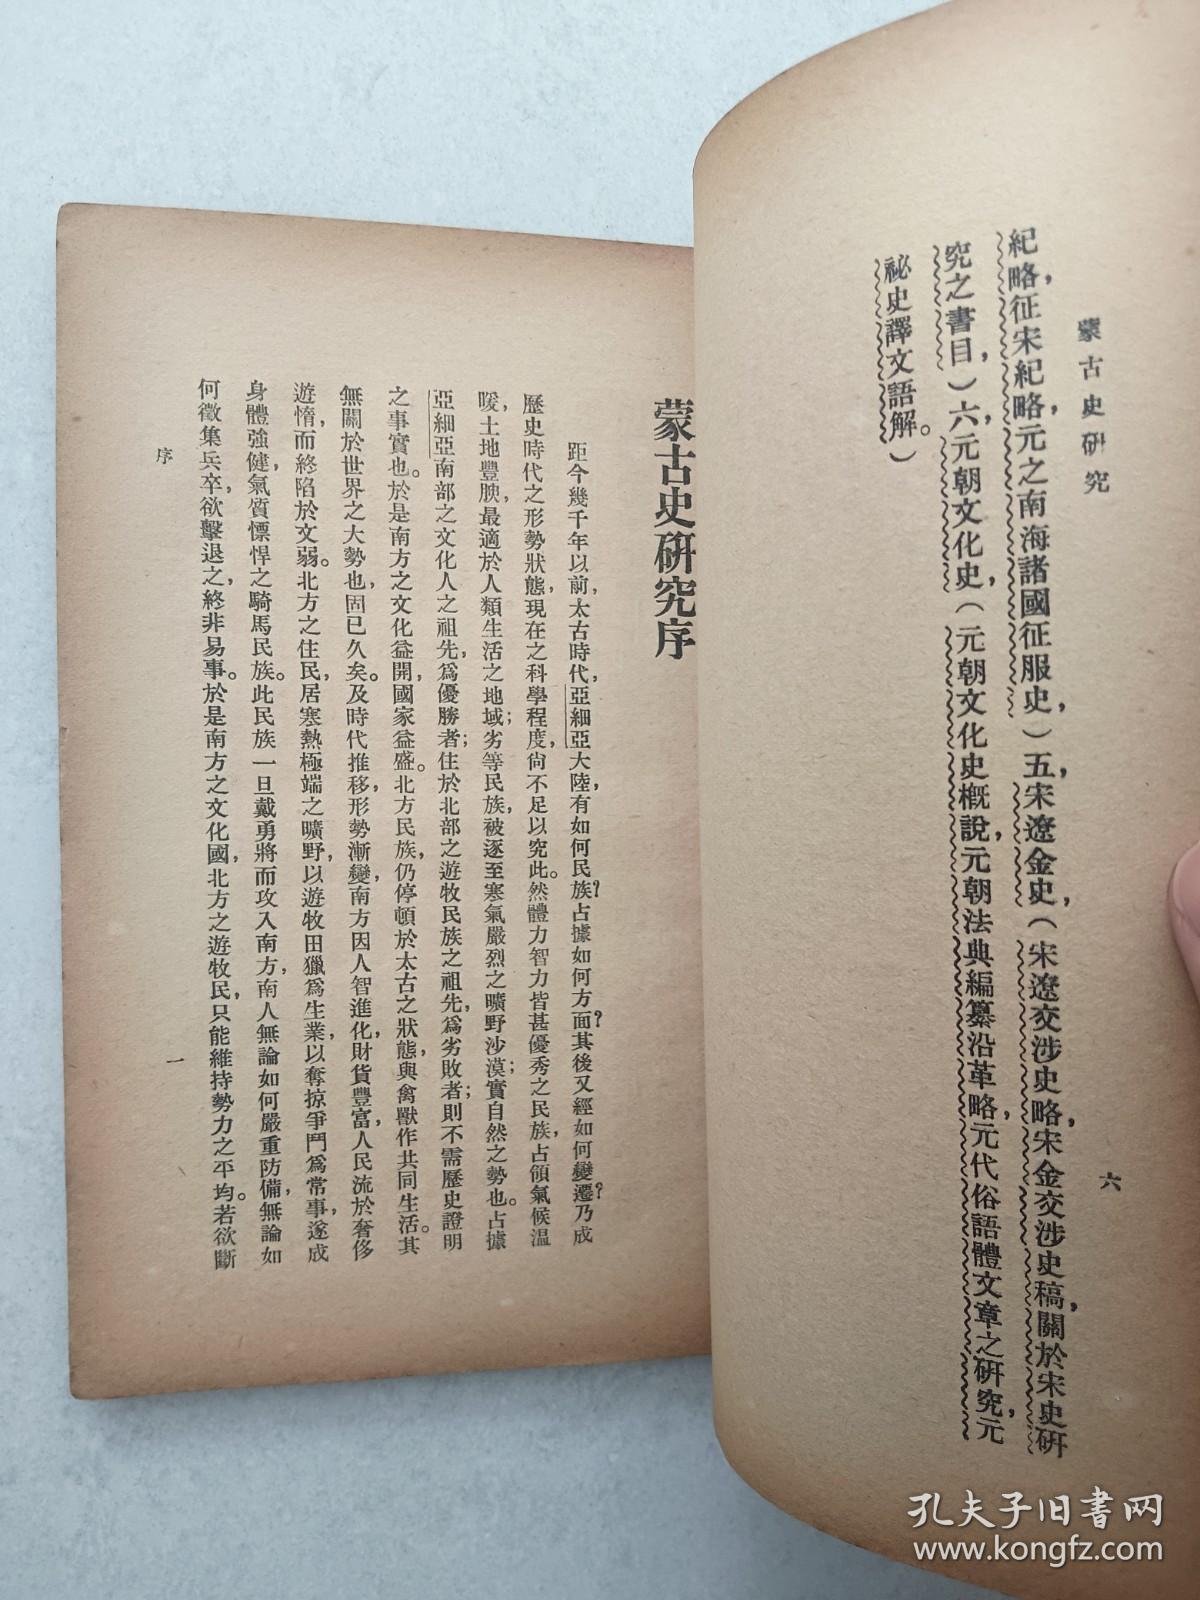 蒙古史研究
六
紀略,征宋紀略,元之南海諸國征服史,)五,宋遼金史,(宋遼交涉史略,宋金交涉史稿,關於宋史研
究之書目,)六,元朝文化史,(元朝文化史概說,元朝法典編纂沿革略,元代俗語體文章之研究,元
祕史譯文語解。)
蒙古史研究序
距今幾千年以前,太古時代,亞細亞大陸,有如何民族?占據如何方面?其後又經如何變遷?乃成
歷史時代之形勢狀態,現在之科學程度,尙不足以究此。然體力智力皆甚優秀之民族,占領氣候溫
暖,土地豐腴,最適於人類生活之地域;劣等民族,被逐至寒氣嚴烈之曠野沙漠;實自然之勢也。占據
亞細亞南部之文化人之祖先,爲優勝者;住於北部之遊牧民族之祖先,爲劣敗者;則不需歷史證明
之事實也。於是南方之文化益開,國家益盛。北方民族,仍停頓於太古之狀態,與禽獸作共同生活。其
無關於世界之大勢也,固已久矣。及時代推移,形勢漸變,南方因人智進化,財貨豐富,人民流於奢侈
遊惰,而終陷於文弱。北方之住民,居寒熱極端之曠野,以遊牧田獵爲生業,以奪掠爭鬥爲常事,遂成
身體強健,氣質慓悍之騎馬民族。此民族一旦戴勇將而攻入南方,南人無論如何嚴重防備,無論如
何徵集兵卒,欲擊退之,終非易事。於是南方之文化國,北方之遊牧民,只能維持勢力之平均。若欲斷
序
一
孔夫子旧书网
www.kongfz.com